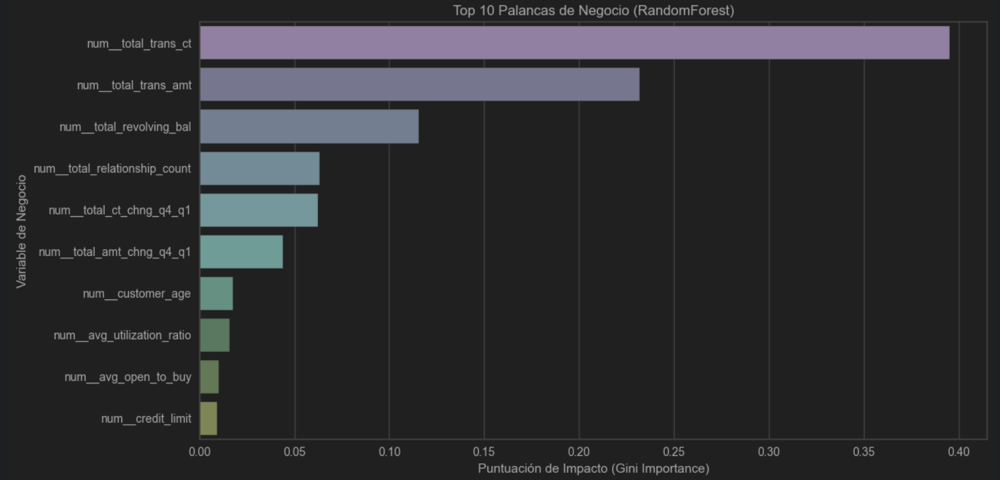 Top 10 Palancas de Negocio (RandomForest)
Variable de Negocio
num__total_trans_ct
num__total_trans_amt
num__total_revolving_bal
num__total_relationship_count
num__total_ct_chng_q4_q1
num__total_amt_chng_q4_q1
num__customer_age
num__avg_utilization_ratio
num__avg_open_to_buy
num__credit_limit
0.00 0.05 0.10 0.15 0.20 0.25 0.30 0.35 0.40
Puntuación de Impacto (Gini Importance)